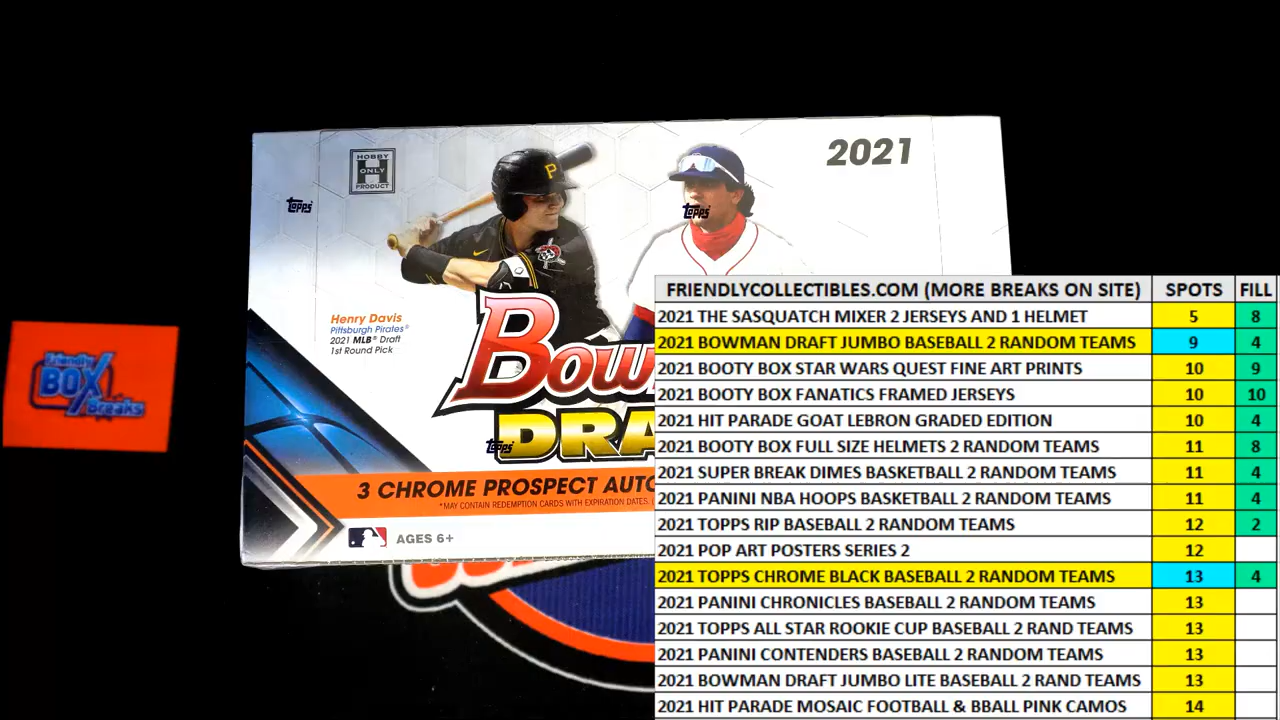 2021
HOBBY
ONLY
H
PRODUCT
Topps
Topps
P
Henry Davis
Pittsburgh Pirates®
2021 MLB® Draft
1st Round Pick
Topps
3 CHROME PROSPECT
*MAY CONTAIN REDEMPTION CARDS WITH EXPIRATION DATES.
AGES 6+
Friendly
BOX
Breaks
FRIENDLYCOLLECTIBLES.COM (MORE BREAKS ON SITE) SPOTS FILL
2021 THE SASQUATCH MIXER 2 JERSEYS AND 1 HELMET 5 8
2021 BOWMAN DRAFT JUMBO BASEBALL 2 RANDOM TEAMS 9 4
2021 BOOTY BOX STAR WARS QUEST FINE ART PRINTS 10 9
2021 BOOTY BOX FANATICS FRAMED JERSEYS 10 10
2021 HIT PARADE GOAT LEBRON GRADED EDITION 10 4
2021 BOOTY BOX FULL SIZE HELMETS 2 RANDOM TEAMS 11 8
2021 SUPER BREAK DIMES BASKETBALL 2 RANDOM TEAMS 11 4
2021 PANINI NBA HOOPS BASKETBALL 2 RANDOM TEAMS 11 4
2021 TOPPS RIP BASEBALL 2 RANDOM TEAMS 12 2
2021 POP ART POSTERS SERIES 2 12
2021 TOPPS CHROME BLACK BASEBALL 2 RANDOM TEAMS 13 4
2021 PANINI CHRONICLES BASEBALL 2 RANDOM TEAMS 13
2021 TOPPS ALL STAR ROOKIE CUP BASEBALL 2 RAND TEAMS 13
2021 PANINI CONTENDERS BASEBALL 2 RANDOM TEAMS 13
2021 BOWMAN DRAFT JUMBO LITE BASEBALL 2 RAND TEAMS 13
2021 HIT PARADE MOSAIC FOOTBALL & BBALL PINK CAMOS 14